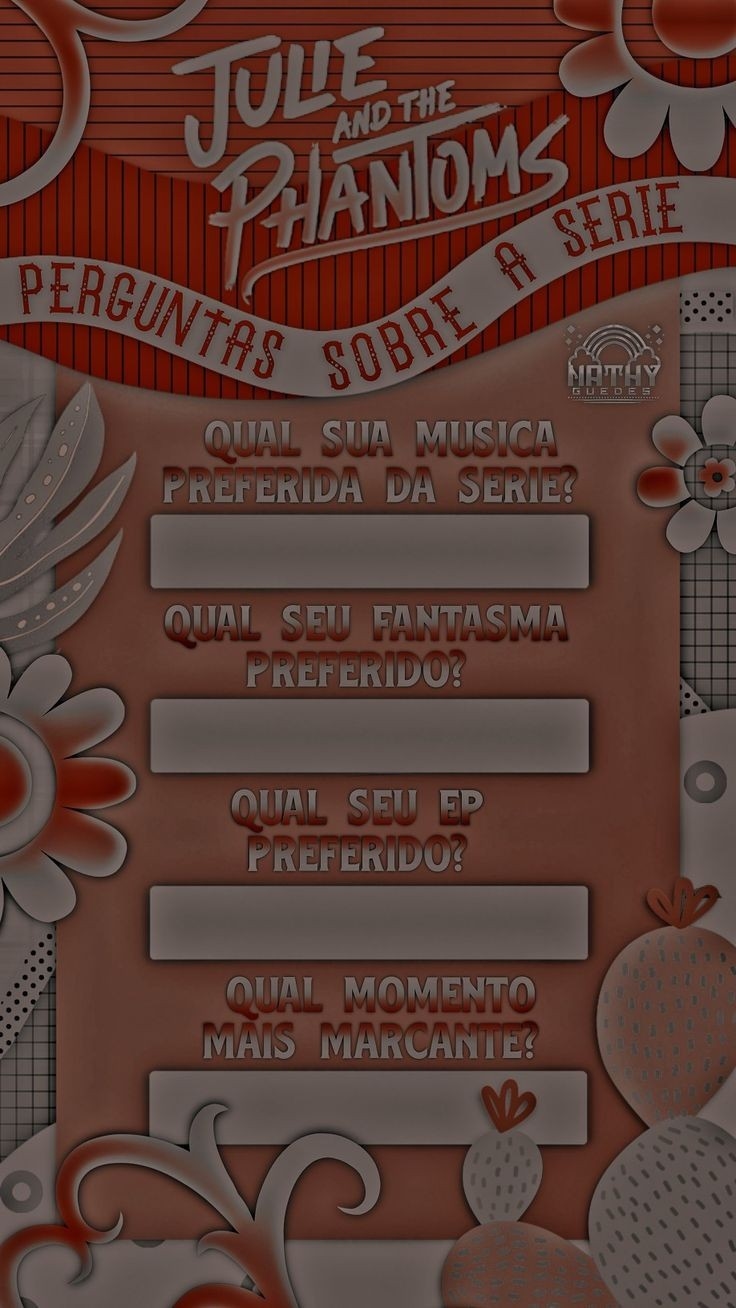 JULIE
AND THE
PHANTOMS
PERGUNTAS SOBRE A SERIE
NATHY
GUEDES
QUAL SUA MUSICA
PREFERIDA DA SERIE?
QUAL SEU FANTASMA
PREFERIDO?
QUAL SEU EP
PREFERIDO?
QUAL MOMENTO
MAIS MARCANTE?